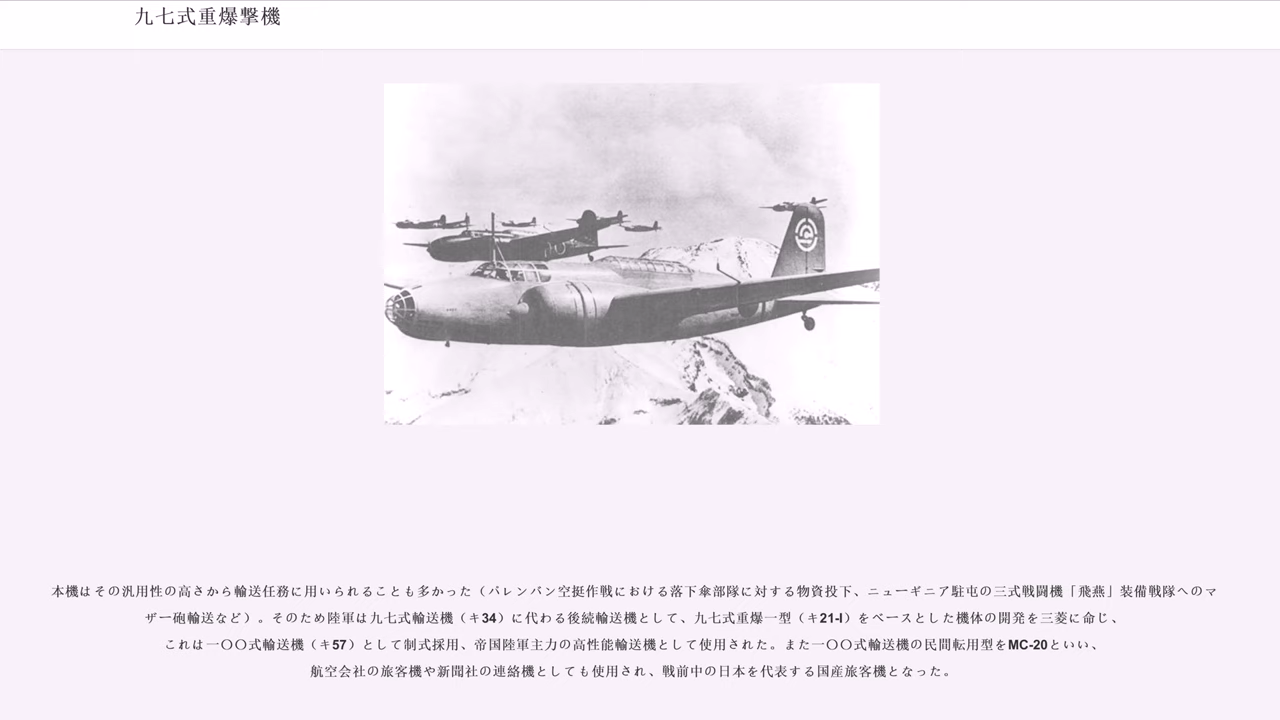 九七式重爆撃機
本機はその汎用性の高さから輸送任務に用いられることも多かった（パレンバン空挺作戦における落下傘部隊に対する物資投下、ニューギニア駐屯の三式戦闘機「飛燕」装備戦隊へのマ
ザー砲輸送など）。そのため陸軍は九七式輸送機（キ34）に代わる後続輸送機として、九七式重爆一型（キ21-I）をベースとした機体の開発を三菱に命じ、
これは一〇〇式輸送機（キ57）として制式採用、帝国陸軍主力の高性能輸送機として使用された。また一〇〇式輸送機の民間転用型をMC-20といい、
航空会社の旅客機や新聞社の連絡機としても使用され、戦前中の日本を代表する国産旅客機となった。